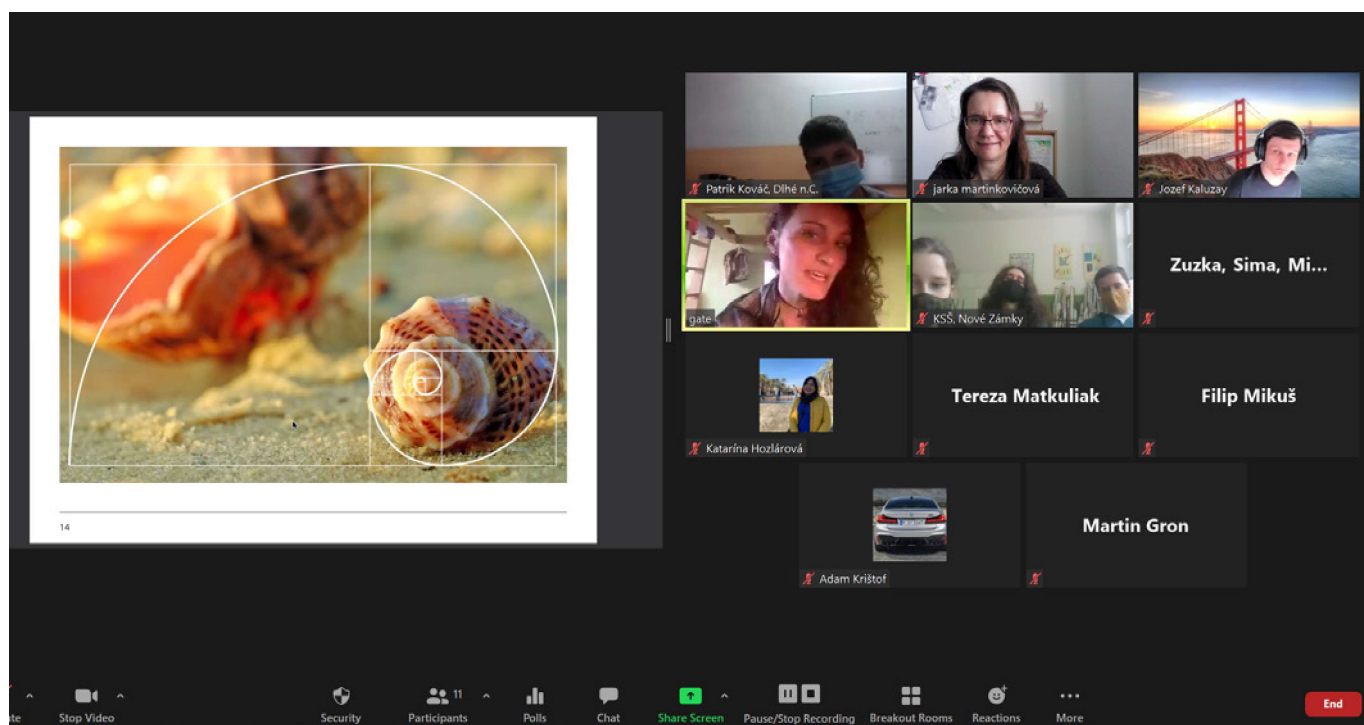 Patrik Kováč, Dlhé n.C.
jarka martinkovičová
Jozef Kaluzay
gate
KSŠ, Nové Zámky
Zuzka, Sima, Mi...
Katarína Hozlárová
Tereza Matkuliak
Filip Mikuš
Adam Krištof
Martin Gron
14
11
Stop Video
Security
Participants
Polls
Chat
Share Screen
Pause/Stop Recording
Breakout Rooms
Reactions
More
End